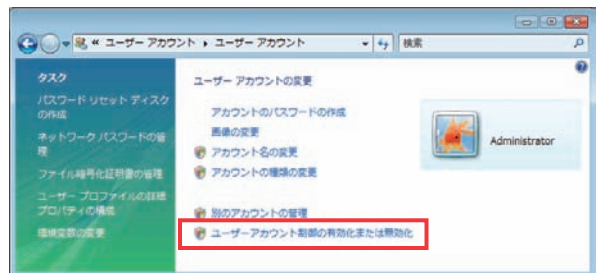 « ユーザー アカウント ▸ ユーザー アカウント
検索
タスク
パスワード リセット ディスク
の作成
ネットワーク パスワードの管
理
ファイル暗号化証明書の管理
ユーザー プロファイルの詳細
プロパティの構成
環境変数の変更
ユーザー アカウントの変更
アカウントのパスワードの作成
画像の変更
アカウント名の変更
アカウントの種類の変更
別のアカウントの管理
ユーザーアカウント制御の有効化または無効化
Administrator